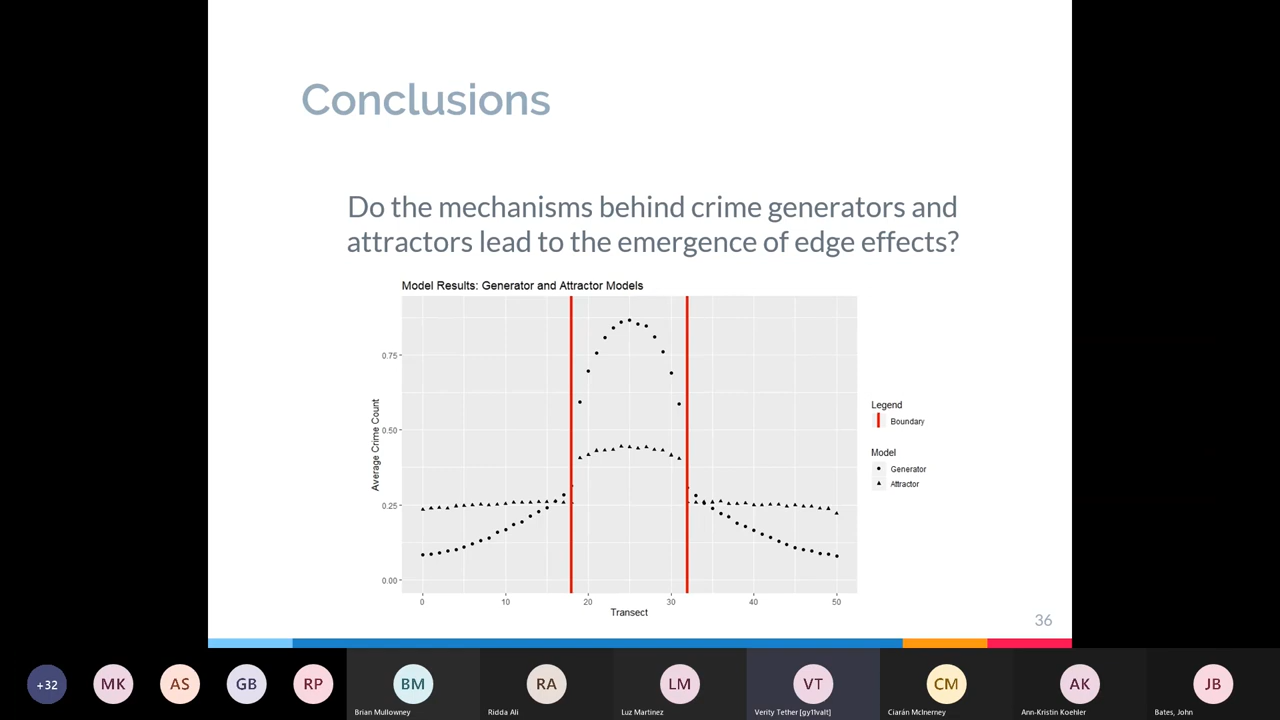 Conclusions
Do the mechanisms behind crime generators and
attractors lead to the emergence of edge effects?
Model Results: Generator and Attractor Models
Average Crime Count
0.75
0.50
0.25
0.00
0 10 20 30 40 50
Transect
Legend
Boundary
Model
Generator
Attractor
36
+32 MK AS GB RP BM RA LM VT CM AK JB
Brian Mullowney Ridda Ali Luz Martinez Verity Tether [gy11valt] Ciarán McInerney Ann-Kristin Koehler Bates, John